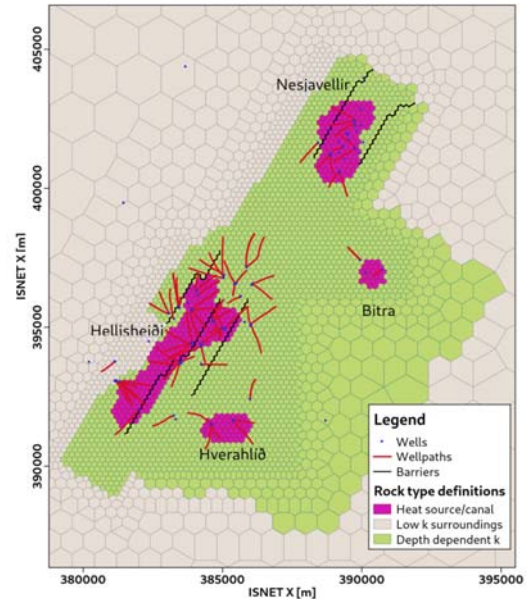 405000
400000
395000
390000
ISNET X [m]
380000
385000
390000
395000
ISNET X [m]
Nesjavellir
Bitra
Hellisheiði
Hverahlíð
Legend
Wells
Wellpaths
Barriers
Rock type definitions
Heat source/canal
Low k surroundings
Depth dependent k